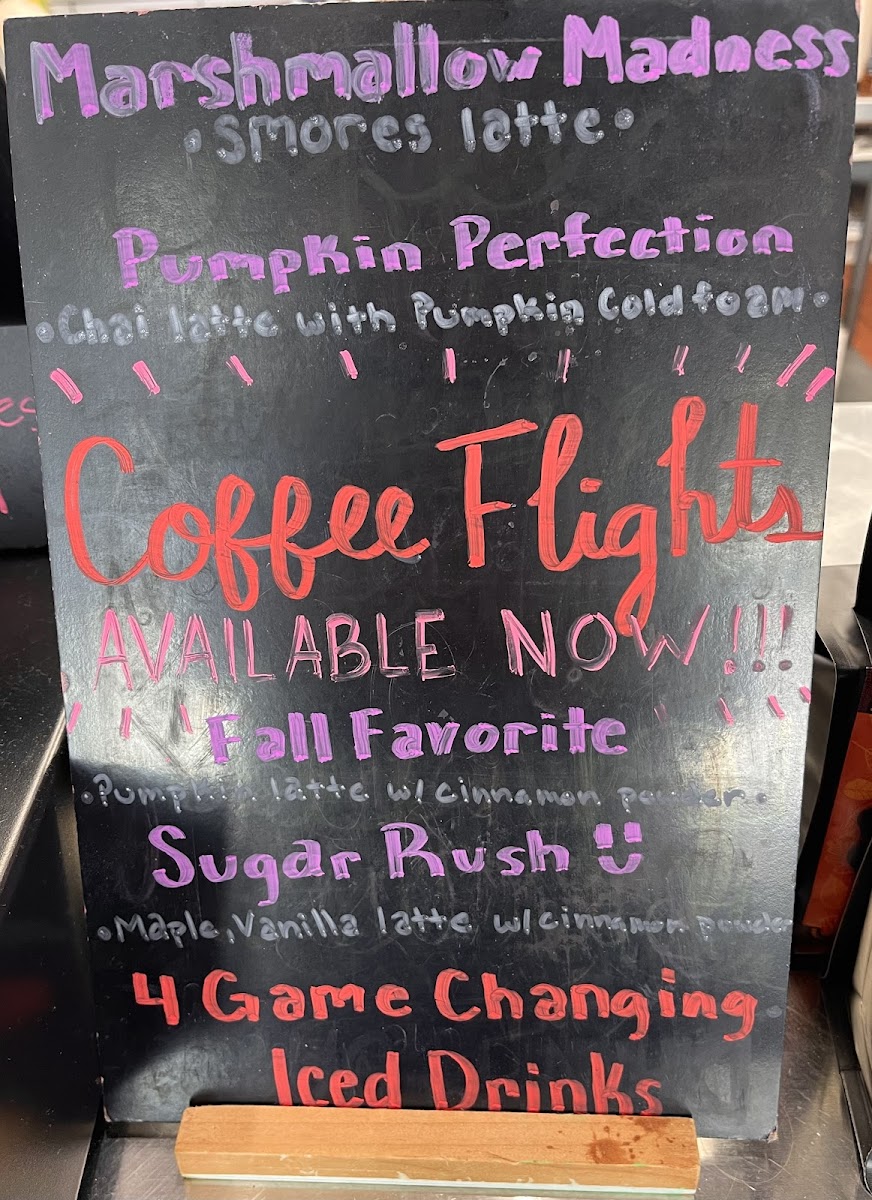 Marshmallow Madness
•smores latte•
Pumpkin Perfection
•Chai latte with Pumpkin Cold foam•
Coffee Flights
AVAILABLE NOW!!!
Fall Favorite
•Pumpkin latte w/cinnamon powder•
Sugar Rush
•Maple, Vanilla latte w/cinnamon powder
4 Game Changing
Iced Drinks